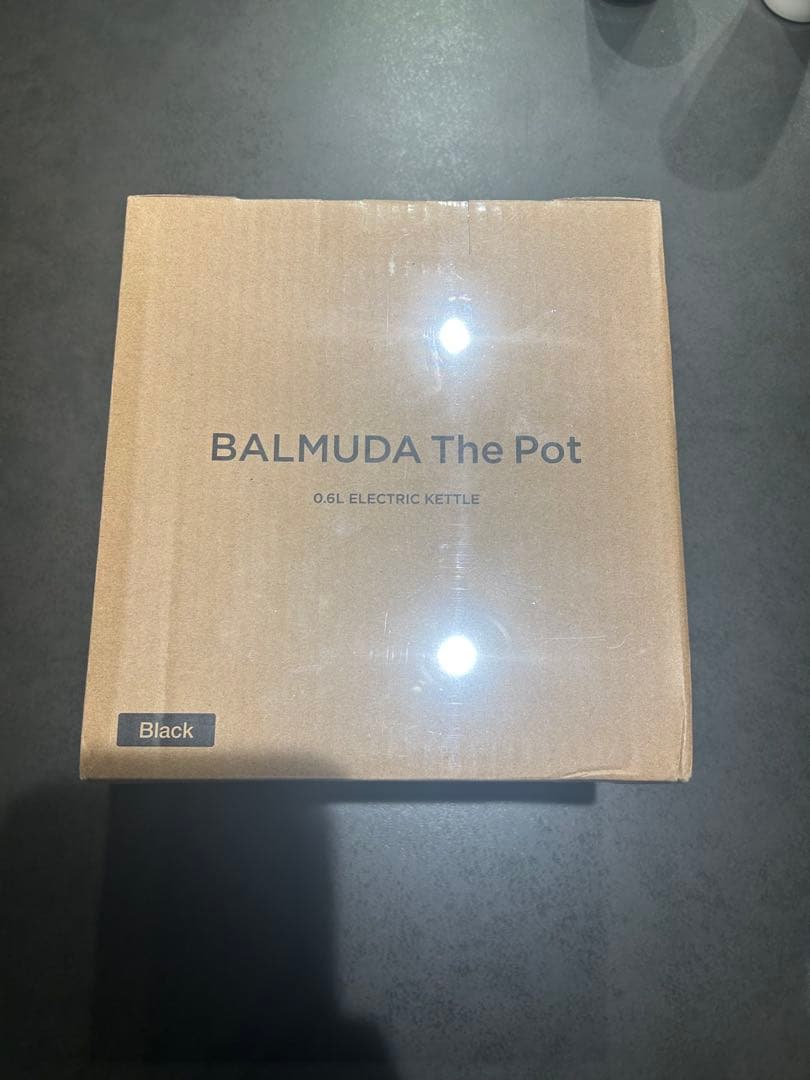 BALMUDA The Pot
0.6L ELECTRIC KETTLE
Black